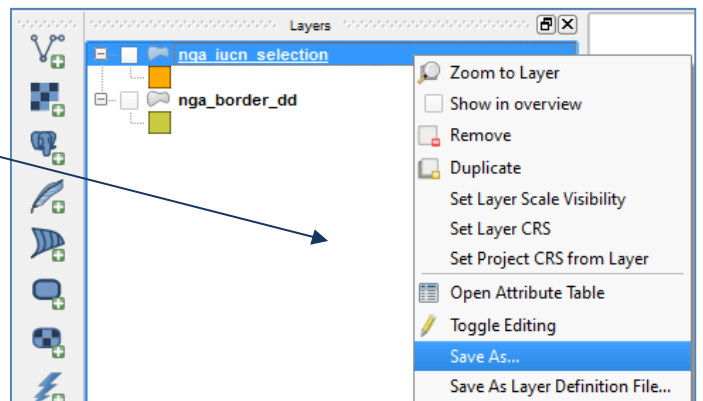 Layers
nga_iucn_selection
nga_border_dd
Zoom to Layer
Show in overview
Remove
Duplicate
Set Layer Scale Visibility
Set Layer CRS
Set Project CRS from Layer
Open Attribute Table
Toggle Editing
Save As...
Save As Layer Definition File...